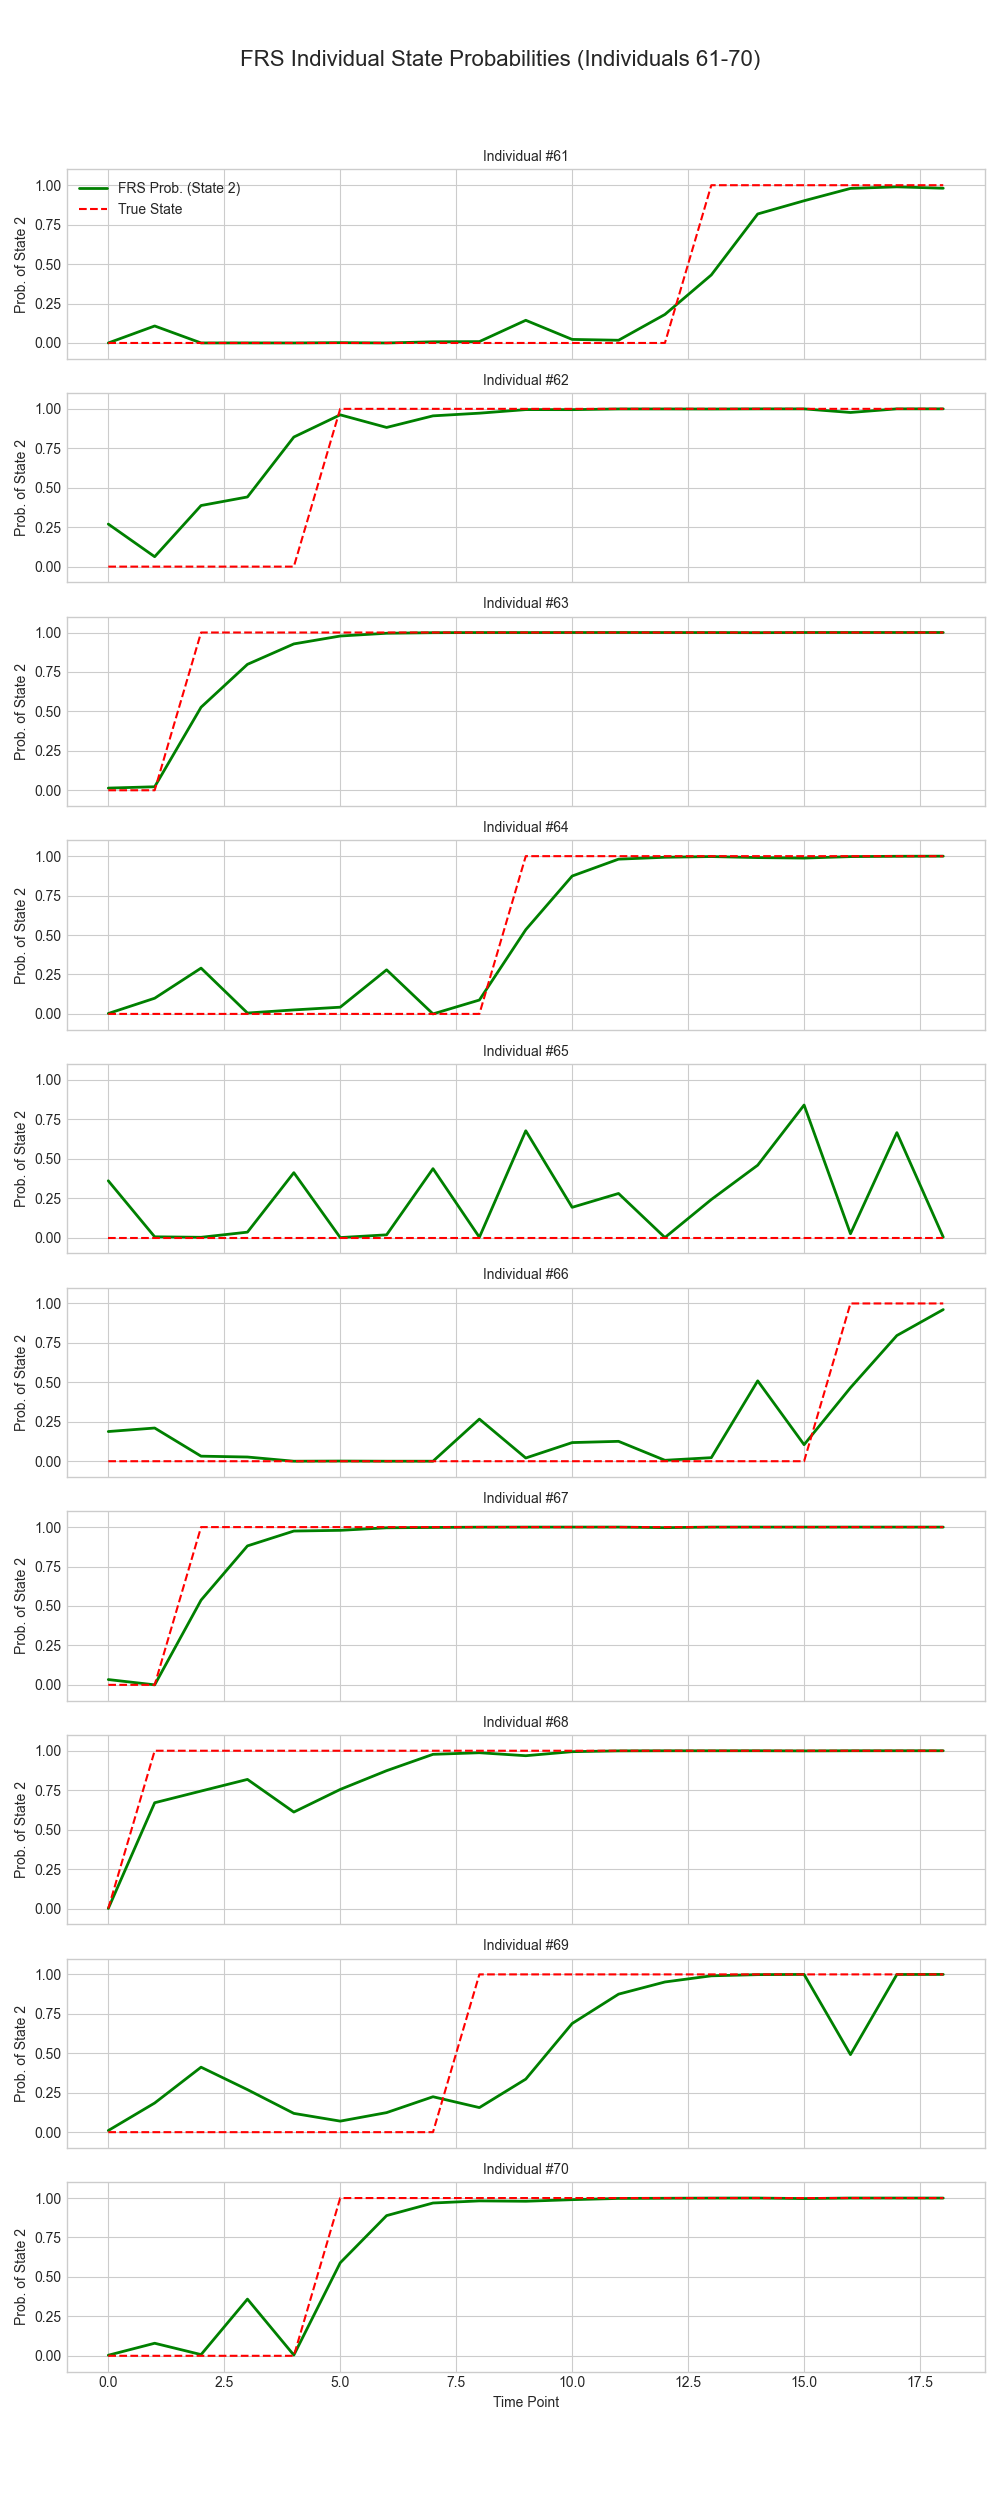 FRS Individual State Probabilities (Individuals 61-70)
Individual #61
Prob. of State 2
1.00
0.75
0.50
0.25
0.00
FRS Prob. (State 2)
True State
Individual #62
Prob. of State 2
1.00
0.75
0.50
0.25
0.00
Individual #63
Prob. of State 2
1.00
0.75
0.50
0.25
0.00
Individual #64
Prob. of State 2
1.00
0.75
0.50
0.25
0.00
Individual #65
Prob. of State 2
1.00
0.75
0.50
0.25
0.00
Individual #66
Prob. of State 2
1.00
0.75
0.50
0.25
0.00
Individual #67
Prob. of State 2
1.00
0.75
0.50
0.25
0.00
Individual #68
Prob. of State 2
1.00
0.75
0.50
0.25
0.00
Individual #69
Prob. of State 2
1.00
0.75
0.50
0.25
0.00
Individual #70
Prob. of State 2
1.00
0.75
0.50
0.25
0.00
0.0 2.5 5.0 7.5 10.0 12.5 15.0 17.5
Time Point